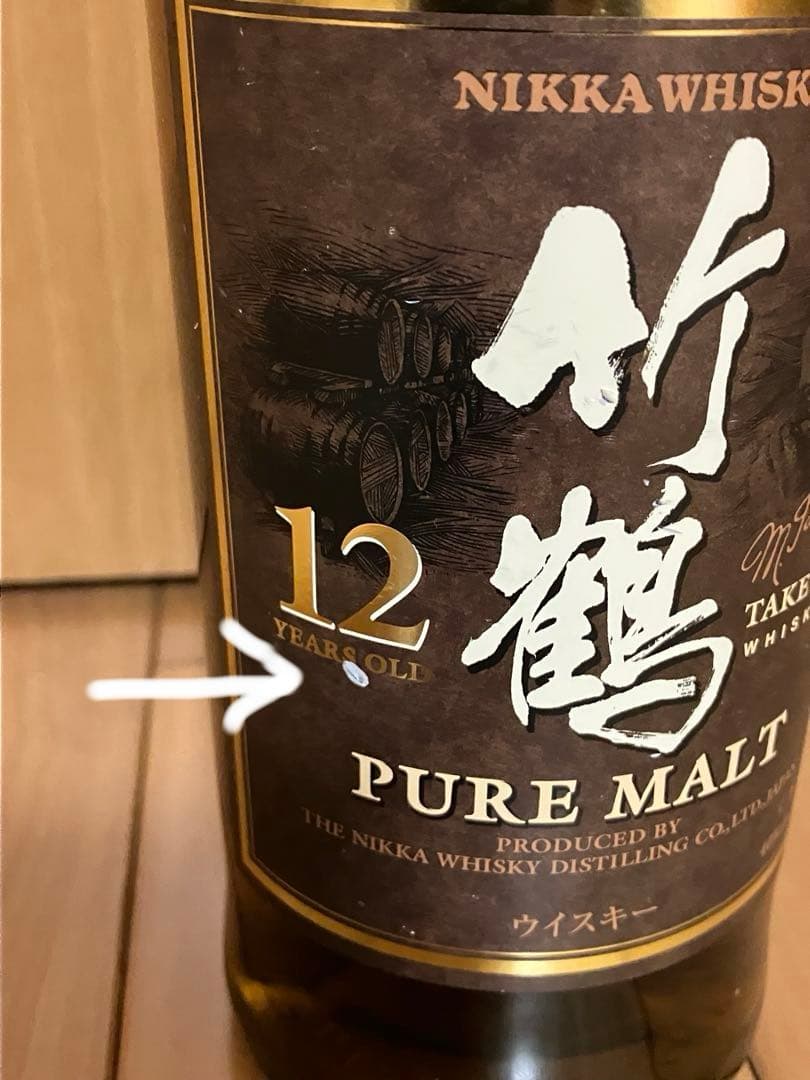 NIKKA WHISK
竹鶴
12
YEARS OLD
TAKE
WHISK
PURE MALT
PRODUCED BY
THE NIKKA WHISKY DISTILLING CO., LTD., JAPAN
ウイスキー